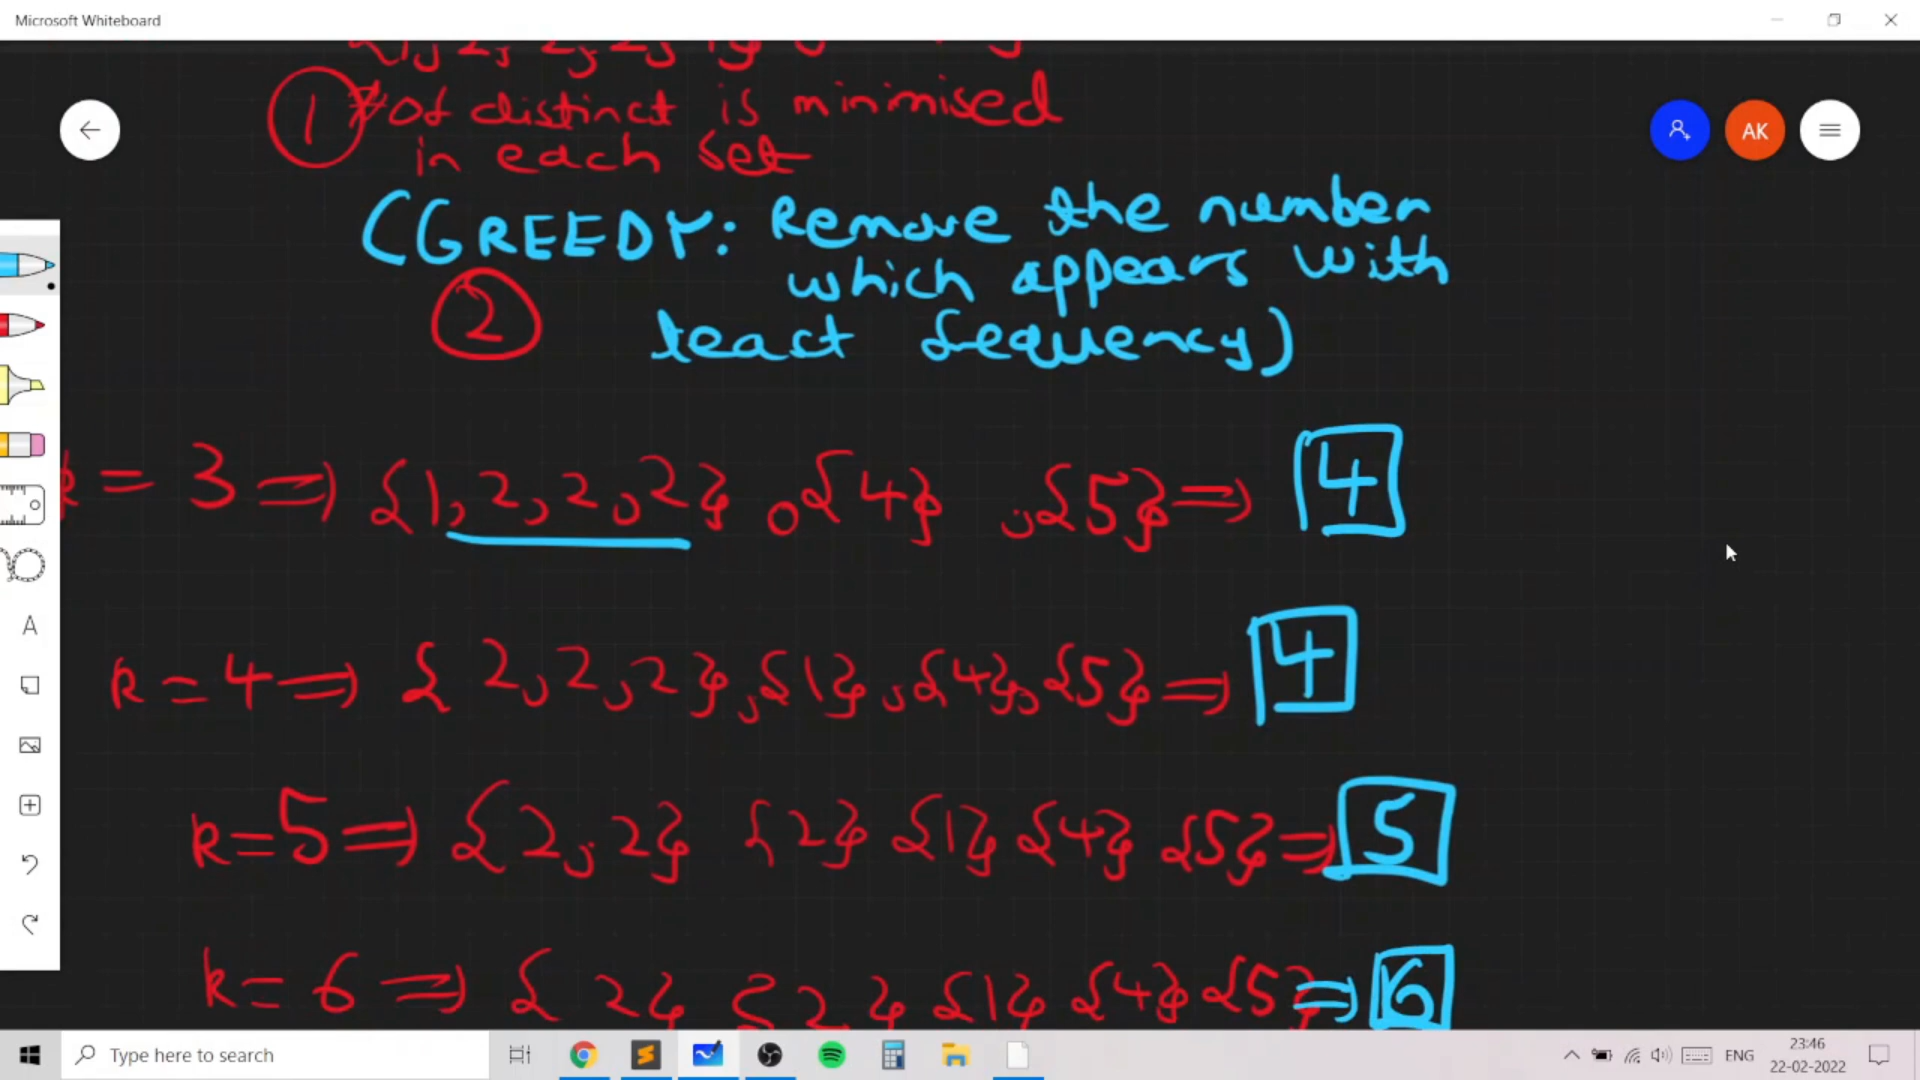 Microsoft Whiteboard
1 # of distinct is minimised
in each set
AK
(GREEDY: Remove the number
which appears with
2 least fequency)
k = 3 => {1, 2, 2, 2}, {4}, {5} => 4
k = 4 => {2, 2, 2}, {1}, {4}, {5} => 4
k = 5 => {2, 2} {2} {1} {4} {5} => 5
k = 6 => {2} {2} {1} {4} {5} => 6
A
Type here to search
ENG
23:46
22-02-2022